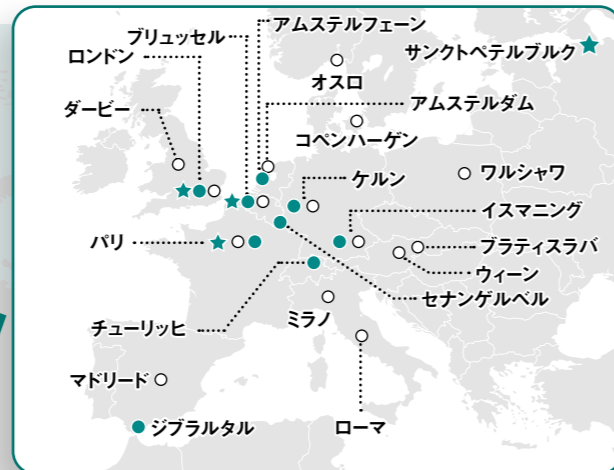 アムステルフェーン
ブリュッセル
ロンドン
サンクトペテルブルク
オスロ
ダービー
アムステルダム
コペンハーゲン
ケルン
ワルシャワ
イスマニング
パリ
ブラティスラバ
ウィーン
セナンゲルベル
ミラノ
チューリッヒ
マドリード
ジブラルタル
ローマ